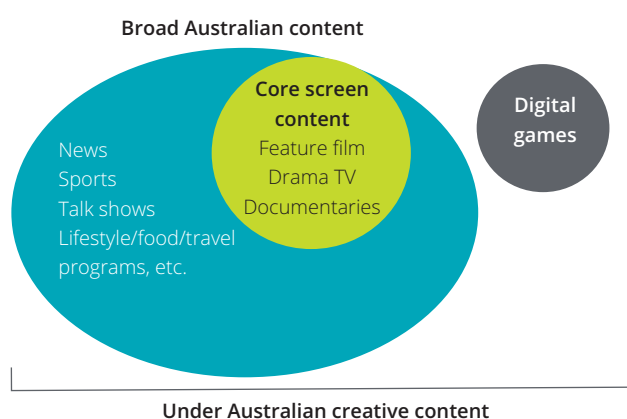 Broad Australian content
Core screen
content
Feature film
Drama TV
Documentaries
News
Sports
Talk shows
Lifestyle/food/travel
programs, etc.
Digital
games
Under Australian creative content